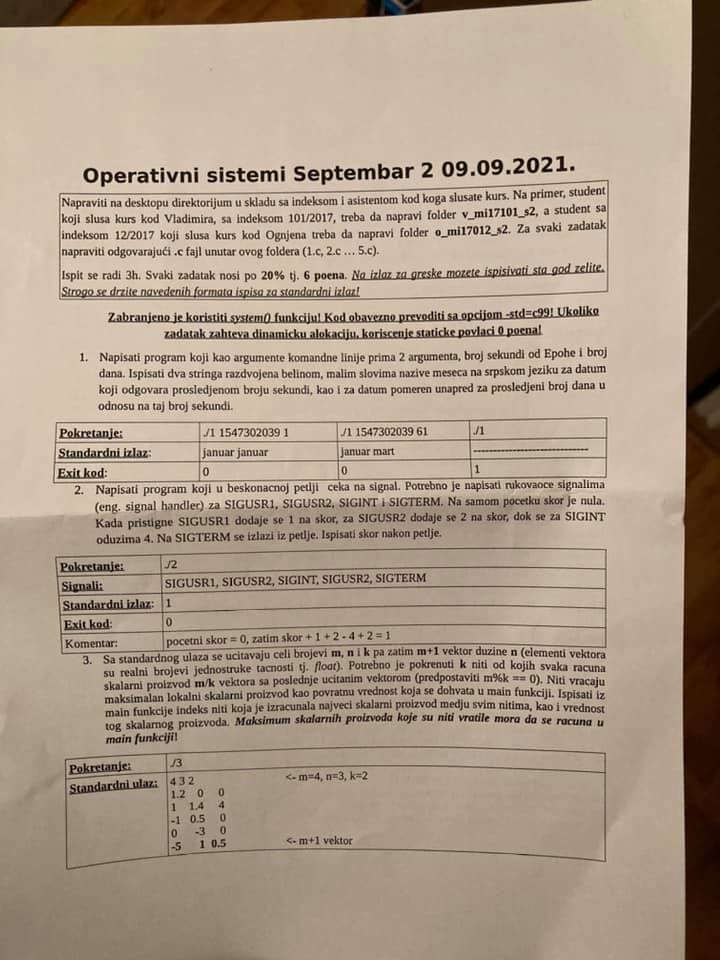 Operativni sistemi Septembar 2 09.09.2021.
Napraviti na desktopu direktorijum u skladu sa indeksom i asistentom kod koga slusate kurs. Na primer, student
koji slusa kurs kod Vladimira, sa indeksom 101/2017, treba da napravi folder v_mi17101_s2, a student sa
indeksom 12/2017 koji slusa kurs kod Ognjena treba da napravi folder o_mi17012_s2. Za svaki zadatak
napraviti odgovarajući .c fajl unutar ovog foldera (1.c, 2.c ... 5.c).
Ispit se radi 3h. Svaki zadatak nosi po 20% tj. 6 poena. Na izlaz za greske mozete ispisivati sta god zelite.
Strogo se drzite navedenih formata ispisa za standardni izlaz!
Zabranjeno je koristiti system() funkciju! Kod obavezno prevoditi sa opcijom -std=c99! Ukoliko
zadatak zahteva dinamicku alokaciju, koriscenje staticke povlaci 0 poena!
1. Napisati program koji kao argumente komandne linije prima 2 argumenta, broj sekundi od Epohe i broj
dana. Ispisati dva stringa razdvojena belinom, malim slovima nazive meseca na srpskom jeziku za datum
koji odgovara prosledjenom broju sekundi, kao i za datum pomeren unapred za prosledjeni broj dana u
odnosu na taj broj sekundi.
Pokretanje: ./1 1547302039 1 ./1 1547302039 61 ./1
Standardni izlaz: januar januar januar mart -----------------------------
Exit kod: 0 0 1
2. Napisati program koji u beskonacnoj petlji ceka na signal. Potrebno je napisati rukovaoce signalima
(eng. signal handler) za SIGUSR1, SIGUSR2, SIGINT i SIGTERM. Na samom pocetku skor je nula.
Kada pristigne SIGUSR1 dodaje se 1 na skor, za SIGUSR2 dodaje se 2 na skor, dok se za SIGINT
oduzima 4. Na SIGTERM se izlazi iz petlje. Ispisati skor nakon petlje.
Pokretanje: ./2
Signali: SIGUSR1, SIGUSR2, SIGINT, SIGUSR2, SIGTERM
Standardni izlaz: 1
Exit kod: 0
Komentar: pocetni skor = 0, zatim skor + 1 + 2 - 4 + 2 = 1
3. Sa standardnog ulaza se ucitavaju celi brojevi m, n i k pa zatim m+1 vektor duzine n (elementi vektora
su realni brojevi jednostruke tacnosti tj. float). Potrebno je pokrenuti k niti od kojih svaka racuna
skalarni proizvod m/k vektora sa poslednje ucitanim vektorom (predpostaviti m%k == 0). Niti vracaju
maksimalan lokalni skalarni proizvod kao povratnu vrednost koja se dohvata u main funkciji. Ispisati iz
main funkcije indeks niti koja je izracunala najveci skalarni proizvod medju svim nitima, kao i vrednost
tog skalarnog proizvoda. Maksimum skalarnih proizvoda koje su niti vratile mora da se racuna u
main funkciji!
Pokretanje: ./3
Standardni ulaz: 4 3 2 <- m=4, n=3, k=2
1.2 0 0
1 1.4 4
-1 0.5 0
0 -3 0
-5 1 0.5 <- m+1 vektor